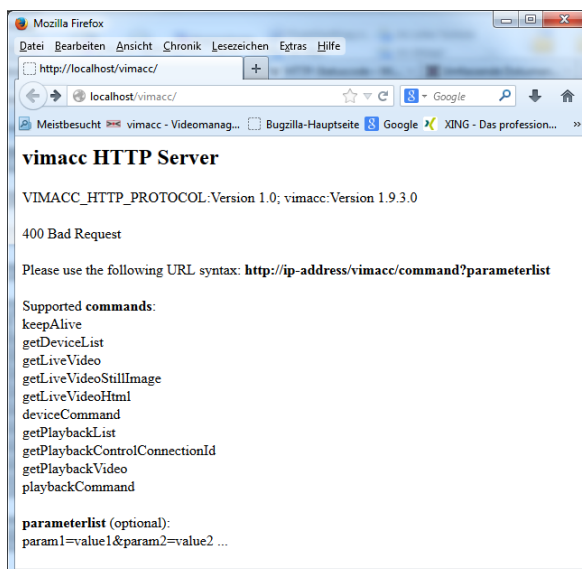 Mozilla Firefox
Datei Bearbeiten Ansicht Chronik Lesezeichen Extras Hilfe
http://localhost/vimacc/
localhost/vimacc/
8 Google
Meistbesucht vimacc - Videomanag... Bugzilla-Hauptseite 8 Google XING - Das profession... »
vimacc HTTP Server
VIMACC_HTTP_PROTOCOL:Version 1.0; vimacc:Version 1.9.3.0
400 Bad Request
Please use the following URL syntax: http://ip-address/vimacc/command?parameterlist
Supported commands:
keepAlive
getDeviceList
getLiveVideo
getLiveVideoStillImage
getLiveVideoHtml
deviceCommand
getPlaybackList
getPlaybackControlConnectionId
getPlaybackVideo
playbackCommand
parameterlist (optional):
param1=value1&param2=value2 ...